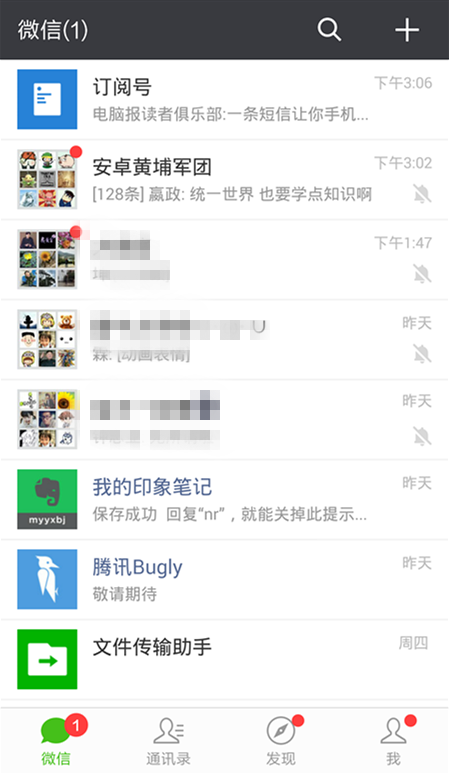 微信(1)
订阅号 下午3:06
电脑报读者俱乐部:一条短信让你手机...
安卓黄埔军团 下午3:02
[128条] 嬴政: 统一世界 也要学点知识啊
下午1:47
昨天
霖: [动画表情]
昨天
我的印象笔记 昨天
保存成功 回复“nr”，就能关掉此提示...
myyxbj
腾讯Bugly 昨天
敬请期待
文件传输助手 周四
1
微信 通讯录 发现 我